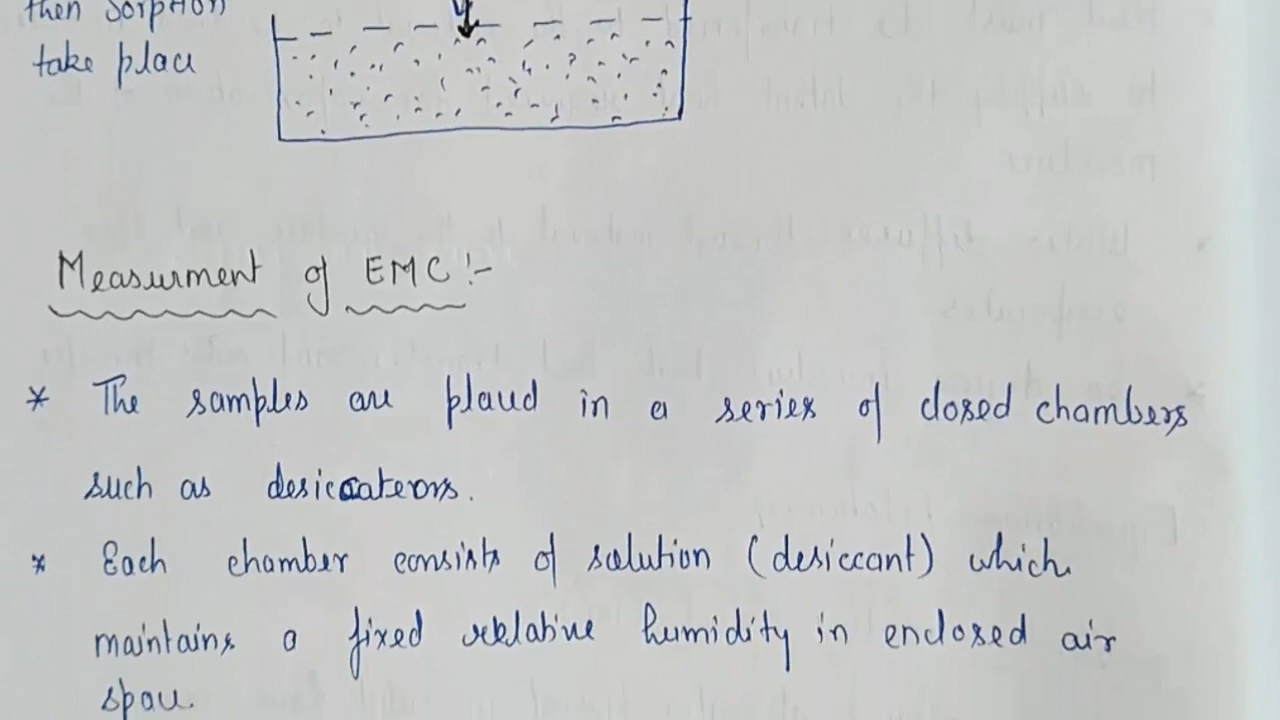 then sorption
take place
Measurment of EMC :-
* The samples are placed in a series of closed chambers
such as desiccateors.
* Each chamber consists of solution (desiccant) which
maintains a fixed relative humidity in enclosed air
space.